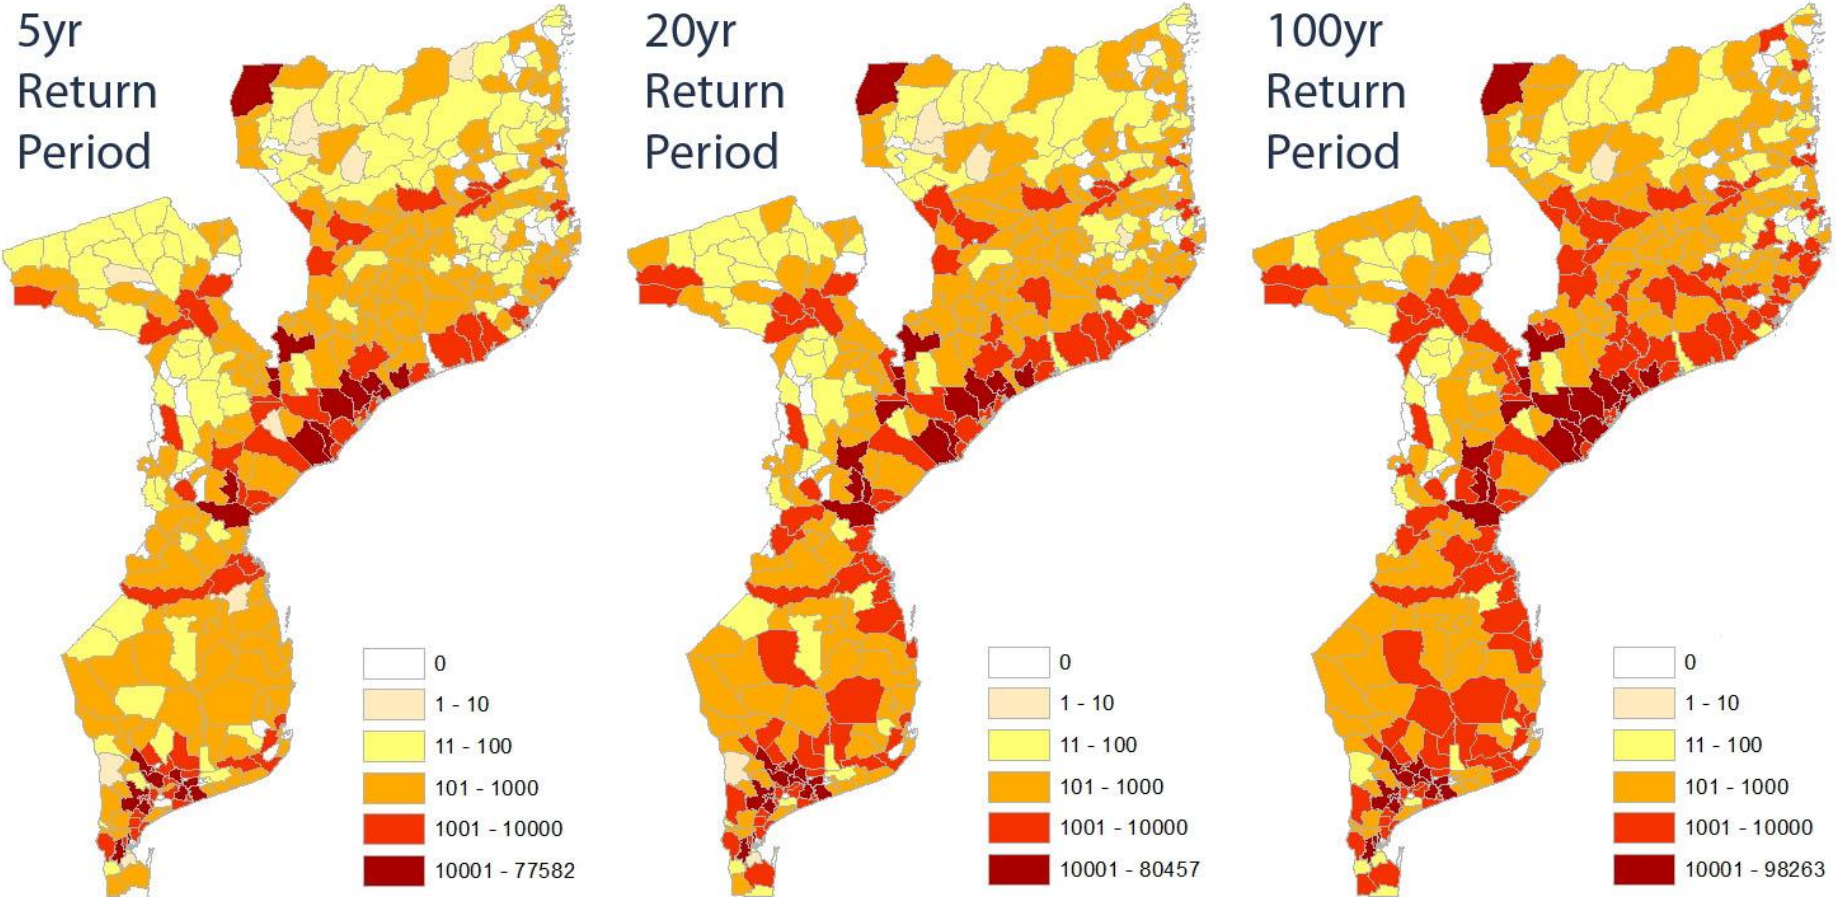 5yr
Return
Period
0
1 - 10
11 - 100
101 - 1000
1001 - 10000
10001 - 77582
20yr
Return
Period
0
1 - 10
11 - 100
101 - 1000
1001 - 10000
10001 - 80457
100yr
Return
Period
0
1 - 10
11 - 100
101 - 1000
1001 - 10000
10001 - 98263